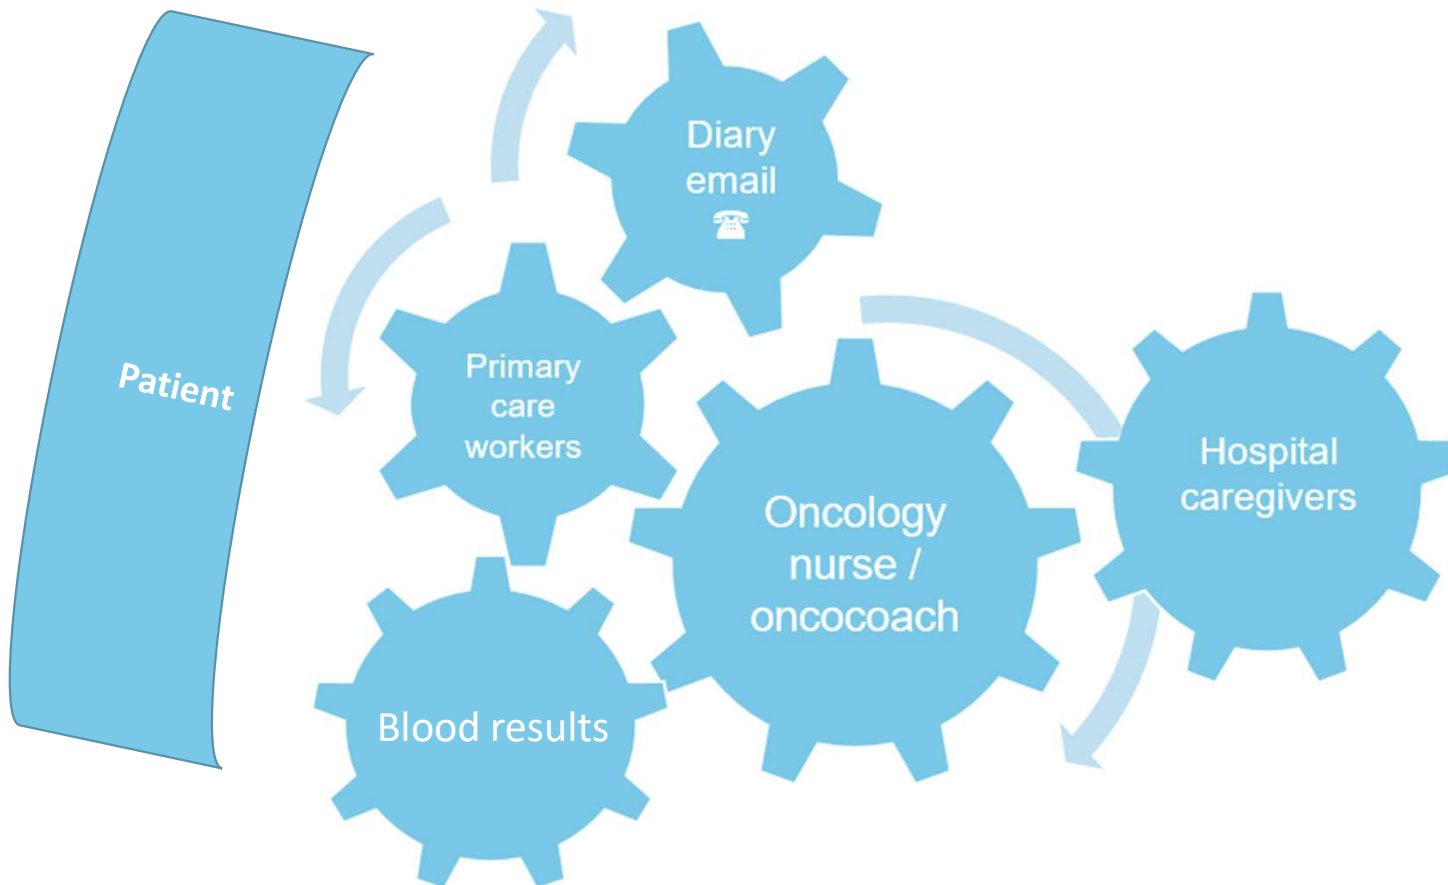 Patient
Diary
email
☎
Primary
care
workers
Oncology
nurse /
oncocoach
Hospital
caregivers
Blood results